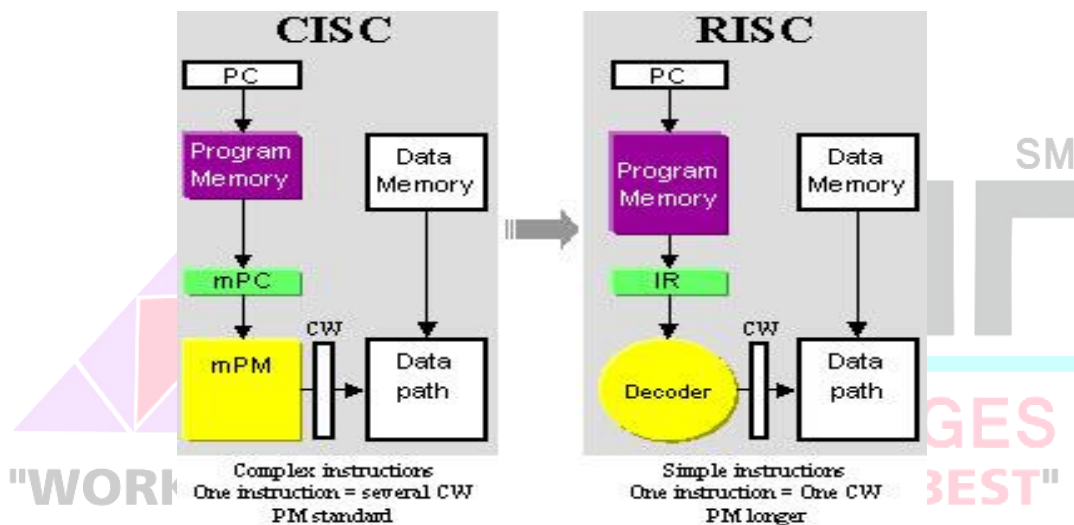 CISC
PC
Program
Memory
Data
Memory
mPC
CW
mPM
Data
path
Complex instructions
One instruction = several CW
PM standard
RISC
PC
Program
Memory
Data
Memory
IR
CW
Decoder
Data
path
Simple instructions
One instruction = One CW
PM longer
SM
GES
"WOR
BEST"